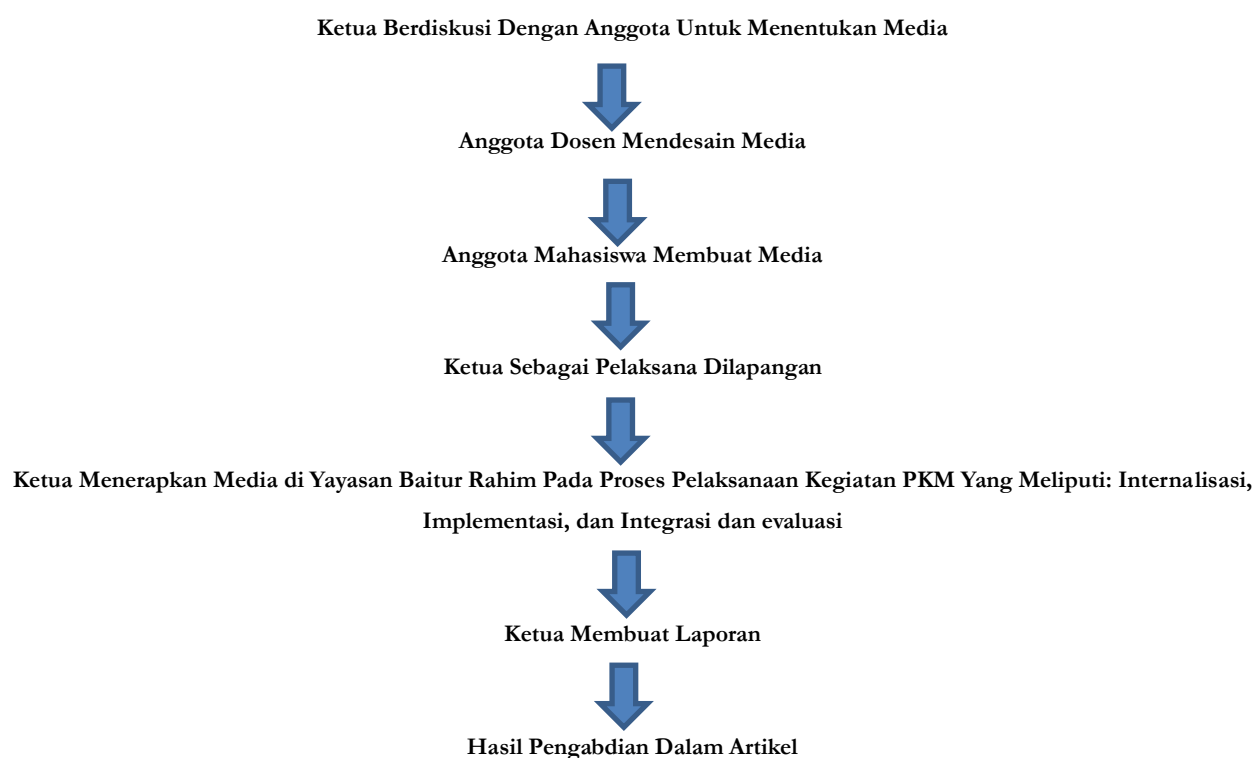 Ketua Berdiskusi Dengan Anggota Untuk Menentukan Media
Anggota Dosen Mendesain Media
Anggota Mahasiswa Membuat Media
Ketua Sebagai Pelaksana Dilapangan
Ketua Menerapkan Media di Yayasan Baitur Rahim Pada Proses Pelaksanaan Kegiatan PKM Yang Meliputi: Internalisasi,
Implementasi, dan Integrasi dan evaluasi
Ketua Membuat Laporan
Hasil Pengabdian Dalam Artikel